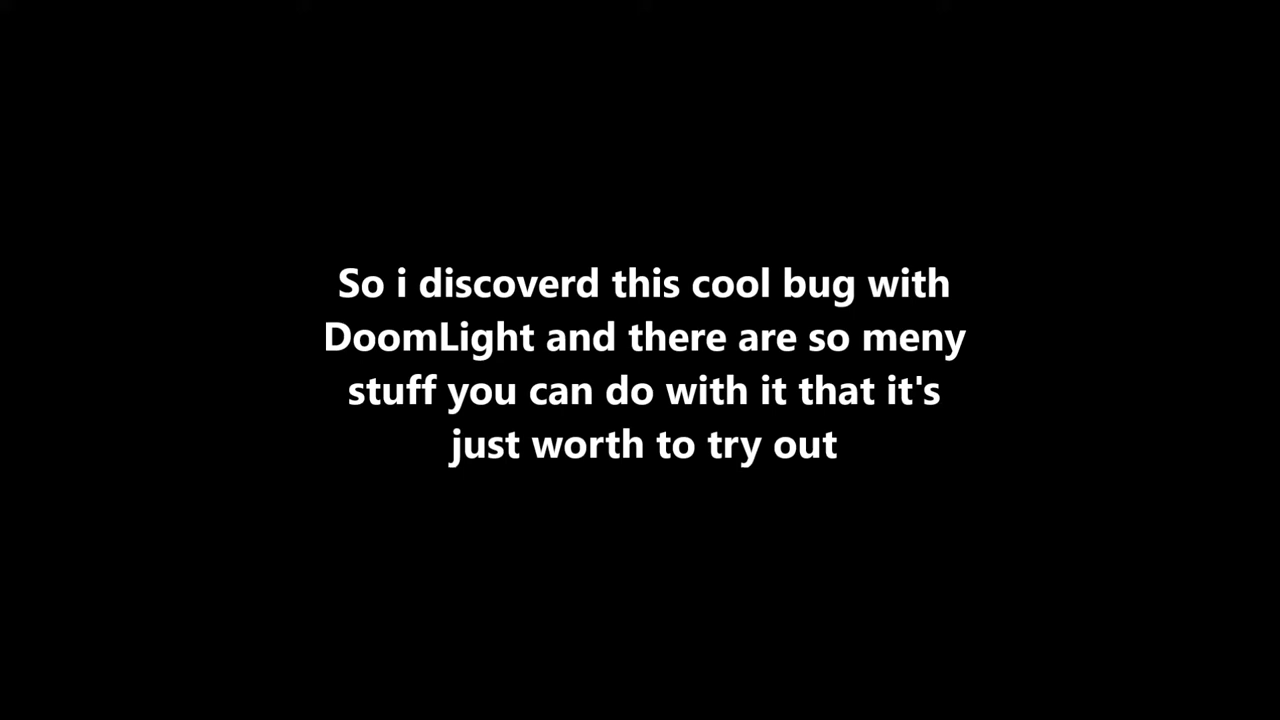 So i discoverd this cool bug with
DoomLight and there are so meny
stuff you can do with it that it's
just worth to try out